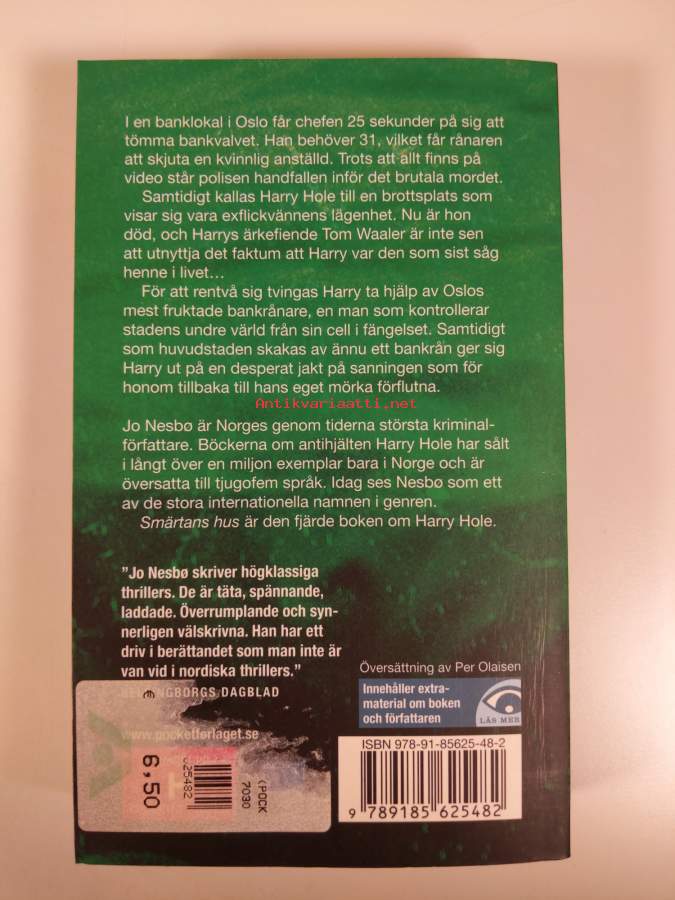 I en banklokal i Oslo får chefen 25 sekunder på sig att
tömma bankvalvet. Han behöver 31, vilket får rånaren
att skjuta en kvinnlig anställd. Trots att allt finns på
video står polisen handfallen inför det brutala mordet.
Samtidigt kallas Harry Hole till en brottsplats som
visar sig vara exflickvännens lägenhet. Nu är hon
död, och Harrys ärkefiende Tom Waaler är inte sen
att utnyttja det faktum att Harry var den som sist såg
henne i livet…
För att rentvå sig tvingas Harry ta hjälp av Oslos
mest fruktade bankrånare, en man som kontrollerar
stadens undre värld från sin cell i fängelset. Samtidigt
som huvudstaden skakas av ännu ett bankrån ger sig
Harry ut på en desperat jakt på sanningen som för
honom tillbaka till hans eget mörka förflutna.
Antikvariaatti.net
Jo Nesbø är Norges genom tiderna största kriminal-
författare. Böckerna om antihjälten Harry Hole har sålt
i långt över en miljon exemplar bara i Norge och är
översatta till tjugofem språk. Idag ses Nesbø som ett
av de stora internationella namnen i genren.
Smärtans hus är den fjärde boken om Harry Hole.
”Jo Nesbø skriver högklassiga
thrillers. De är täta, spännande,
laddade. Överrumplande och syn-
nerligen välskrivna. Han har ett
driv i berättandet som man inte är
van vid i nordiska thrillers.”
INGBORGS DAGBLAD
www.pocketforlaget.se
€
6,50
025482
(POCK
7030
Översättning av Per Olaisen
Innehåller extra-
material om boken
och författaren
LÄS MER
ISBN 978-91-85625-48-2
9 789185 625482